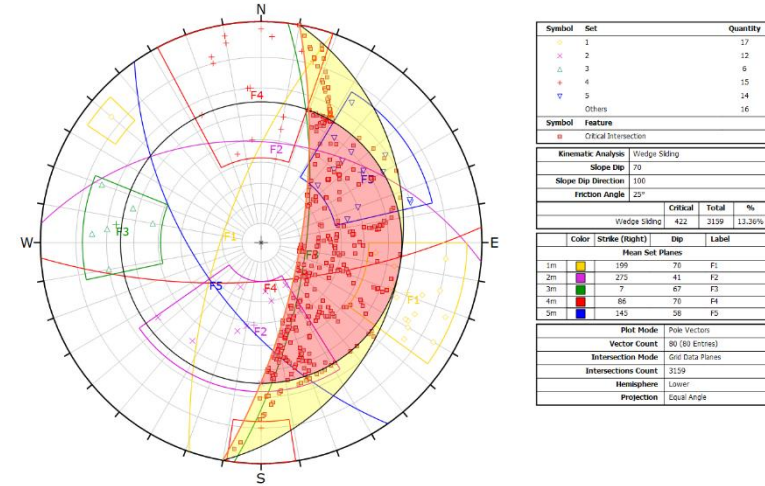 N
F4
F2
F5
F3
F1
W
E
F3
F5
F4
F1
F2
S
Symbol Set Quantity
1 17
2 12
3 6
4 15
5 14
Others 16
Symbol Feature
Critical Intersection
Kinematic Analysis Wedge Sliding
Slope Dip 70
Slope Dip Direction 100
Friction Angle 25°
Critical Total %
Wedge Sliding 422 3159 13.36%
Color Strike (Right) Dip Label
Mean Set Planes
1m 199 70 F1
2m 275 41 F2
3m 7 67 F3
4m 86 70 F4
5m 145 58 F5
Plot Mode Pole Vectors
Vector Count 80 (80 Entries)
Intersection Mode Grid Data Planes
Intersections Count 3159
Hemisphere Lower
Projection Equal Angle